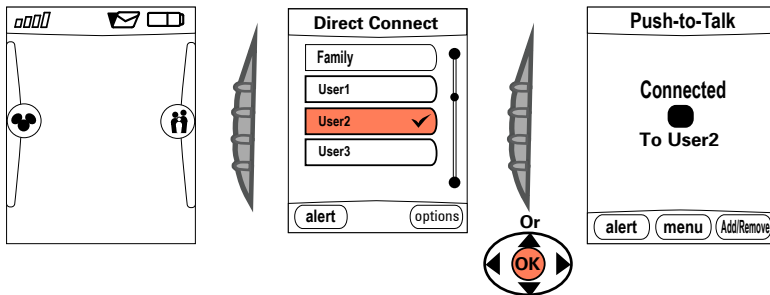 Direct Connect
Family
User1
User2
User3
alert
options
Or
OK
Push-to-Talk
Connected
To User2
alert
menu
Add/Remove